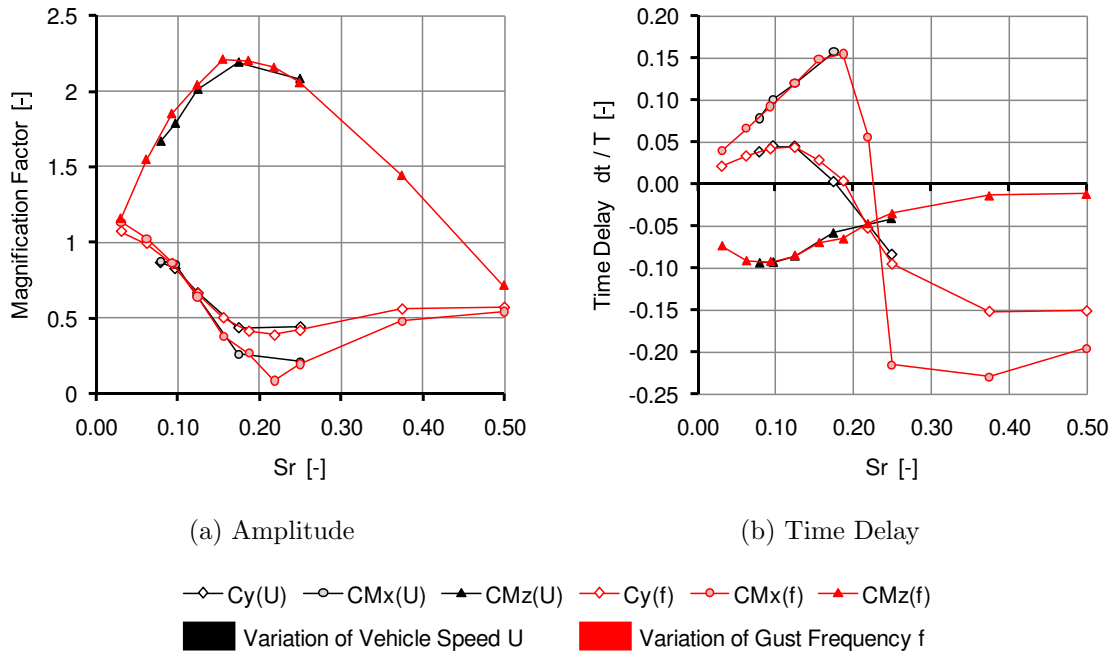 2.5
2
1.5
1
0.5
0
Magnification Factor [-]
0.00 0.10 0.20 0.30 0.40 0.50
Sr [-]
(a) Amplitude
0.20
0.15
0.10
0.05
0.00
-0.05
-0.10
-0.15
-0.20
-0.25
Time Delay dt / T [-]
0.00 0.10 0.20 0.30 0.40 0.50
Sr [-]
(b) Time Delay
Cy(U) CMx(U) CMz(U) Cy(f) CMx(f) CMz(f)
Variation of Vehicle Speed U Variation of Gust Frequency f